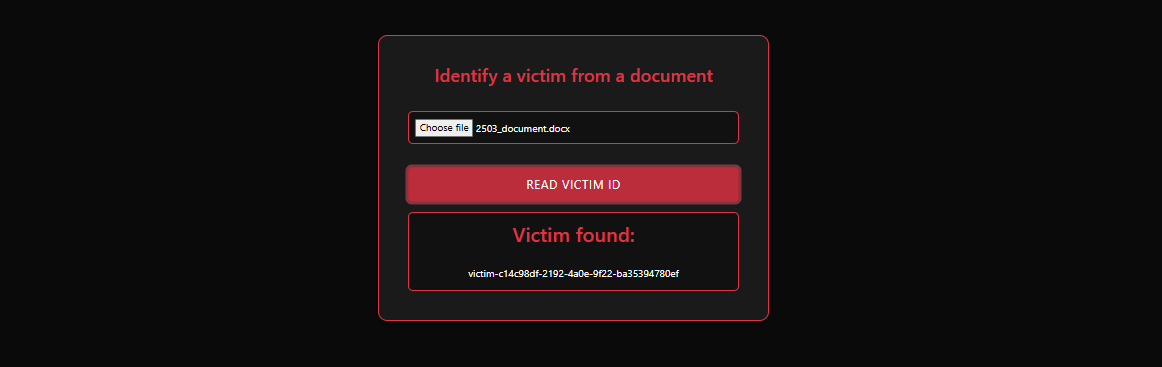 Identify a victim from a document
Choose file 2503_document.docx
READ VICTIM ID
Victim found:
victim-c14c98df-2192-4a0e-9f22-ba35394780ef